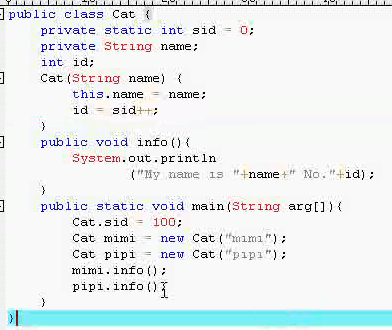 public class Cat {
    private static int sid = 0;
    private String name;
    int id;
    Cat(String name) {
        this.name = name;
        id = sid++;
    }
    public void info(){
        System.out.println
            ("My name is "+name+" No."+id);
    }
    public static void main(String arg[]){
        Cat.sid = 100;
        Cat mimi = new Cat("mimi");
        Cat pipi = new Cat("pipi");
        mimi.info();
        pipi.info();
    }
}